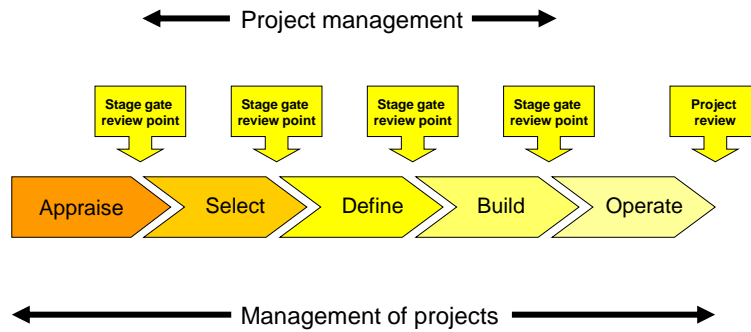 Project management
Stage gate
review point
Stage gate
review point
Stage gate
review point
Stage gate
review point
Project
review
Appraise
Select
Define
Build
Operate
Management of projects